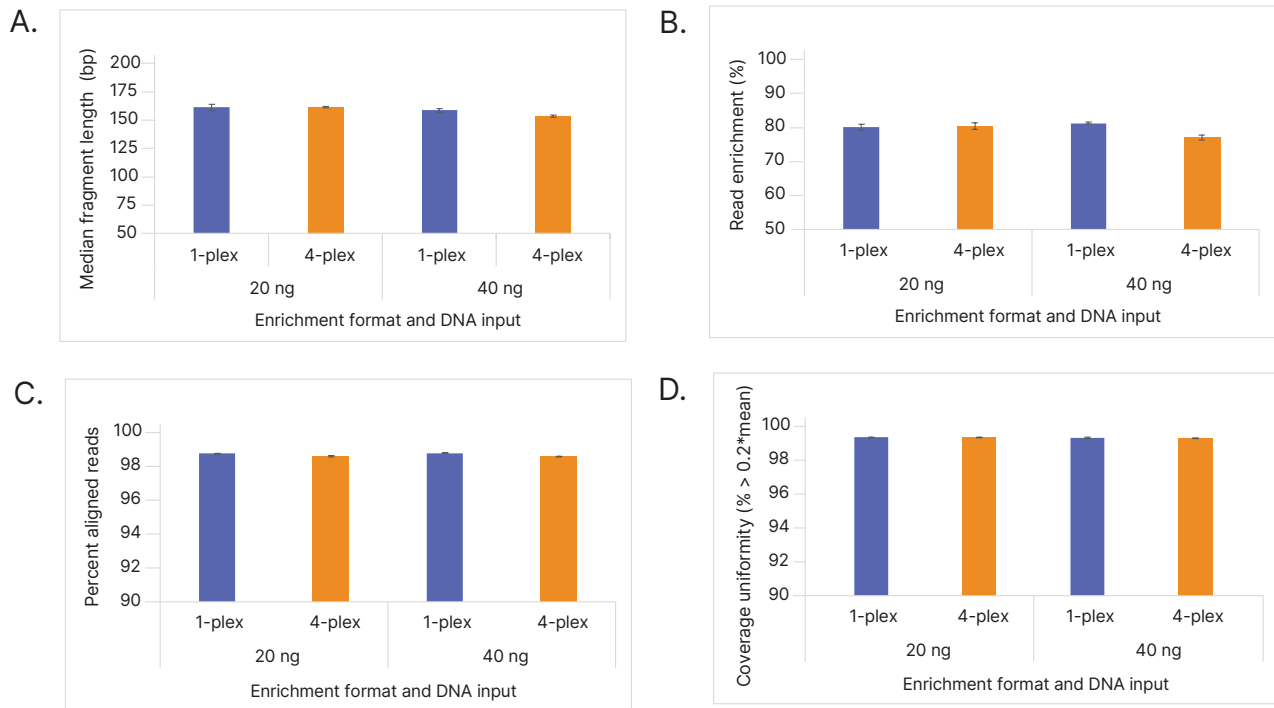 A.
Median fragment length (bp)
200
175
150
125
100
75
50
1-plex 4-plex 1-plex 4-plex
20 ng 40 ng
Enrichment format and DNA input
B.
Read enrichment (%)
100
90
80
70
60
50
1-plex 4-plex 1-plex 4-plex
20 ng 40 ng
Enrichment format and DNA input
C.
Percent aligned reads
100
98
96
94
92
90
1-plex 4-plex 1-plex 4-plex
20 ng 40 ng
Enrichment format and DNA input
D.
Coverage uniformity (% > 0.2*mean)
100
98
96
94
92
90
1-plex 4-plex 1-plex 4-plex
20 ng 40 ng
Enrichment format and DNA input